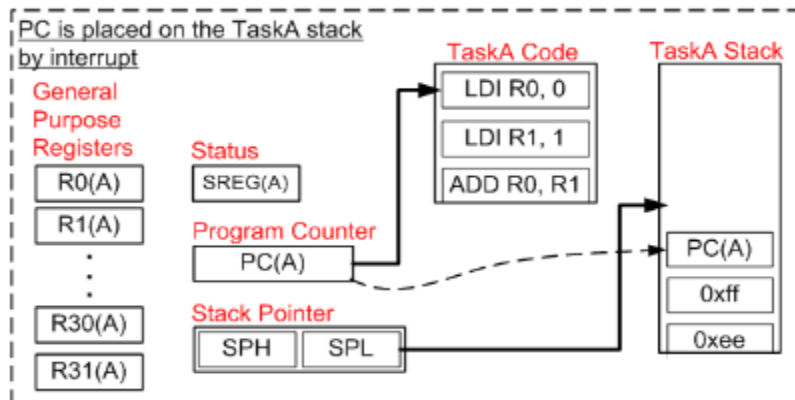 PC is placed on the TaskA stack
by interrupt
General
Purpose
Registers
R0(A)
R1(A)
R30(A)
R31(A)
Status
SREG(A)
Program Counter
PC(A)
Stack Pointer
SPH SPL
TaskA Code
LDI R0, 0
LDI R1, 1
ADD R0, R1
TaskA Stack
PC(A)
0xff
0xee